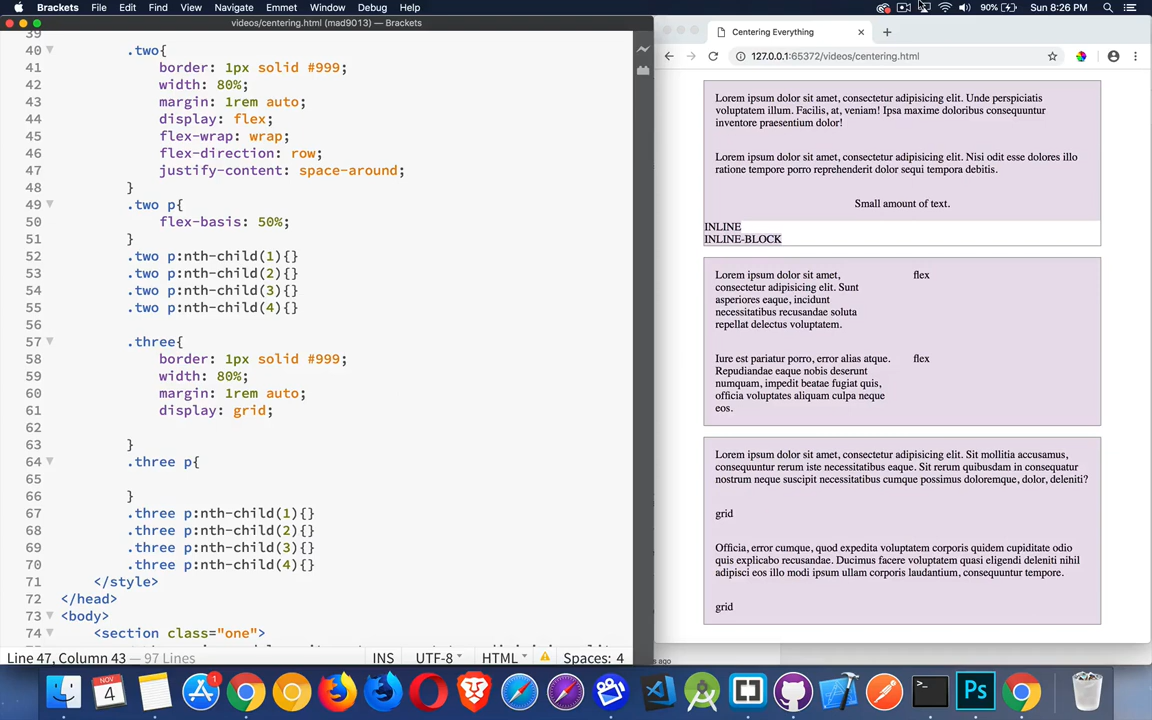 Brackets File Edit Find View Navigate Emmet Window Debug Help 90% Sun 8:26 PM
videos/centering.html (mad9013) — Brackets
39
40 .two{
41 border: 1px solid #999;
42 width: 80%;
43 margin: 1rem auto;
44 display: flex;
45 flex-wrap: wrap;
46 flex-direction: row;
47 justify-content: space-around;
48 }
49 .two p{
50 flex-basis: 50%;
51 }
52 .two p:nth-child(1){}
53 .two p:nth-child(2){}
54 .two p:nth-child(3){}
55 .two p:nth-child(4){}
56
57 .three{
58 border: 1px solid #999;
59 width: 80%;
60 margin: 1rem auto;
61 display: grid;
62
63 }
64 .three p{
65
66 }
67 .three p:nth-child(1){}
68 .three p:nth-child(2){}
69 .three p:nth-child(3){}
70 .three p:nth-child(4){}
71 </style>
72 </head>
73 <body>
74 <section class="one">
Line 47, Column 43 — 97 Lines INS UTF-8 HTML Spaces: 4
Centering Everything
127.0.0.1:65372/videos/centering.html
Lorem ipsum dolor sit amet, consectetur adipisicing elit. Unde perspiciatis
voluptatem illum. Facilis, at, veniam! Ipsa maxime doloribus consequuntur
inventore praesentium dolor!
Lorem ipsum dolor sit amet, consectetur adipisicing elit. Nisi odit esse dolores illo
ratione tempore porro reprehenderit dolor sequi tempora debitis.
Small amount of text.
INLINE
INLINE-BLOCK
Lorem ipsum dolor sit amet,
consectetur adipisicing elit. Sunt
asperiores eaque, incidunt
necessitatibus recusandae soluta
repellat delectus voluptatem.
flex
Iure est pariatur porro, error alias atque.
Repudiandae eaque nobis deserunt
numquam, impedit beatae fugiat quis,
officia voluptates aliquam culpa neque
eos.
flex
Lorem ipsum dolor sit amet, consectetur adipisicing elit. Sit mollitia accusamus,
consequuntur rerum iste necessitatibus eaque. Sit rerum quibusdam in consequatur
nostrum neque suscipit necessitatibus cumque possimus doloremque, dolor, deleniti?
grid
Officia, error cumque, quod expedita voluptatem corporis quidem cupiditate odio
quis explicabo recusandae. Ducimus facere voluptatem quasi eligendi deleniti nihil
adipisci eos illo modi ipsum ullam corporis laudantium, consequuntur tempore.
grid
NOV
4
1
Ps